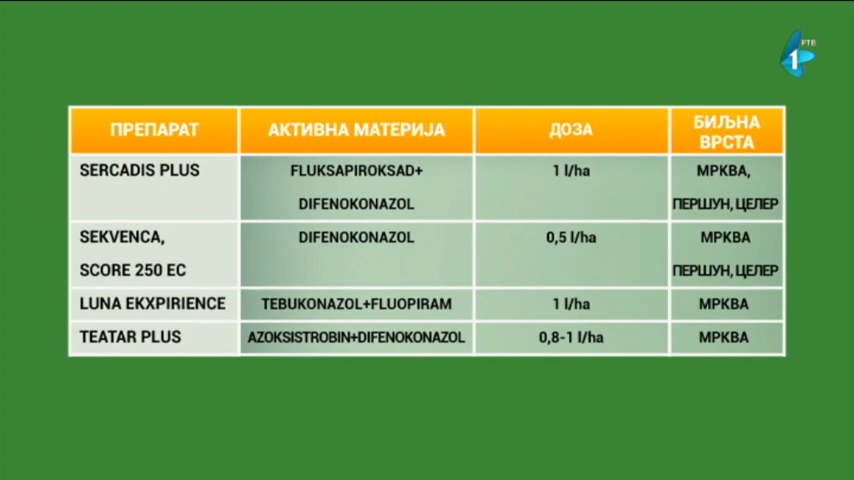 РТВ
1
ПРЕПАРАТ АКТИВНА МАТЕРИЈА ДОЗА БИЉНА ВРСТА
SERCADIS PLUS FLUKSAPIROKSAD+ 1 l/ha МРКВА,
DIFENOKONAZOL ПЕРШУН, ЦЕЛЕР
SEKVENCA, DIFENOKONAZOL 0,5 l/ha МРКВА
SCORE 250 EC ПЕРШУН, ЦЕЛЕР
LUNA EKXPIRIENCE TEBUKONAZOL+FLUOPIRAM 1 l/ha МРКВА
TEATAR PLUS AZOKSISTROBIN+DIFENOKONAZOL 0,8-1 l/ha МРКВА